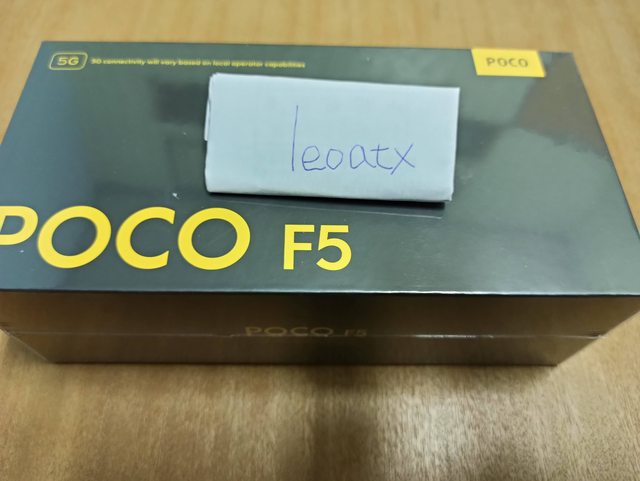 5G 5G connectivity will vary based on local operator capabilities
POCO
leoatx
POCO F5
POCO F5